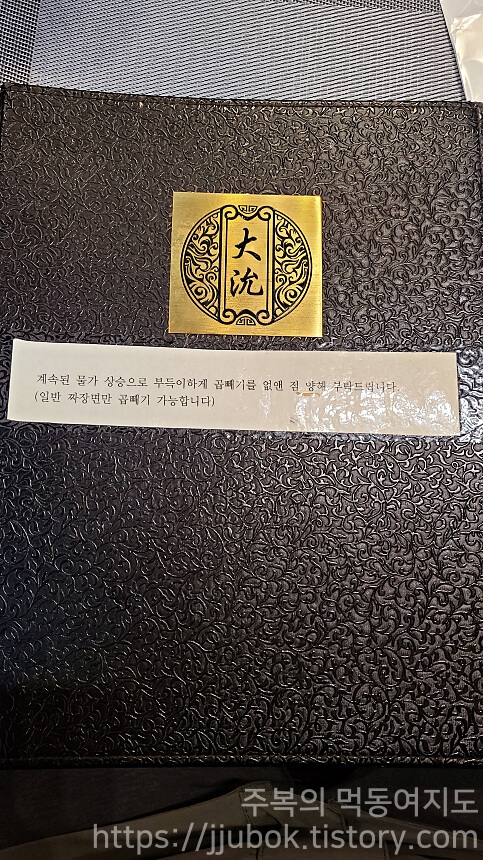 大
沇
계속된 물가 상승으로 부득이하게 곱빼기를 없앤 점 양해 부탁드립니다.
(일반 짜장면만 곱빼기 가능합니다)
주복의 먹동여지도
https://jjubok.tistory.com